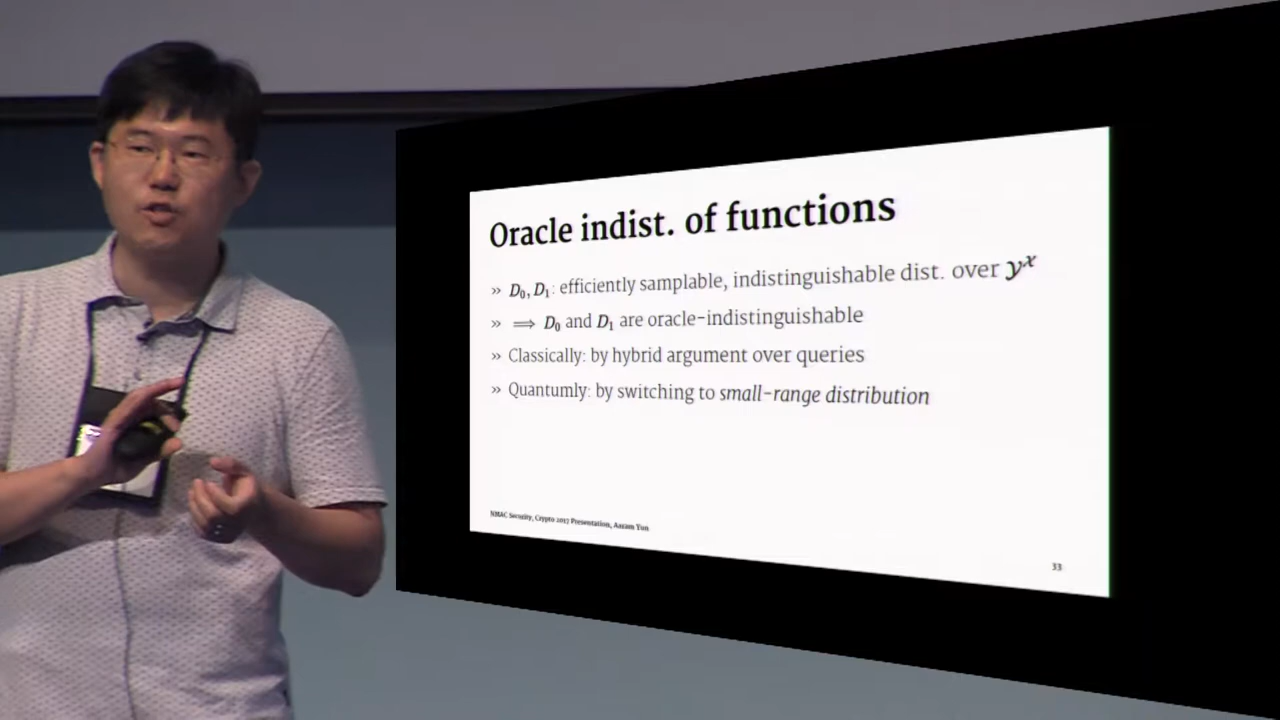 Oracle indist. of functions
» D₀, D₁: efficiently samplable, indistinguishable dist. over 𝒴^𝒳
» ⟹ D₀ and D₁ are oracle-indistinguishable
» Classically: by hybrid argument over queries
» Quantumly: by switching to small-range distribution
NMAC Security, Crypto 2017 Presentation, Aaram Yun
33